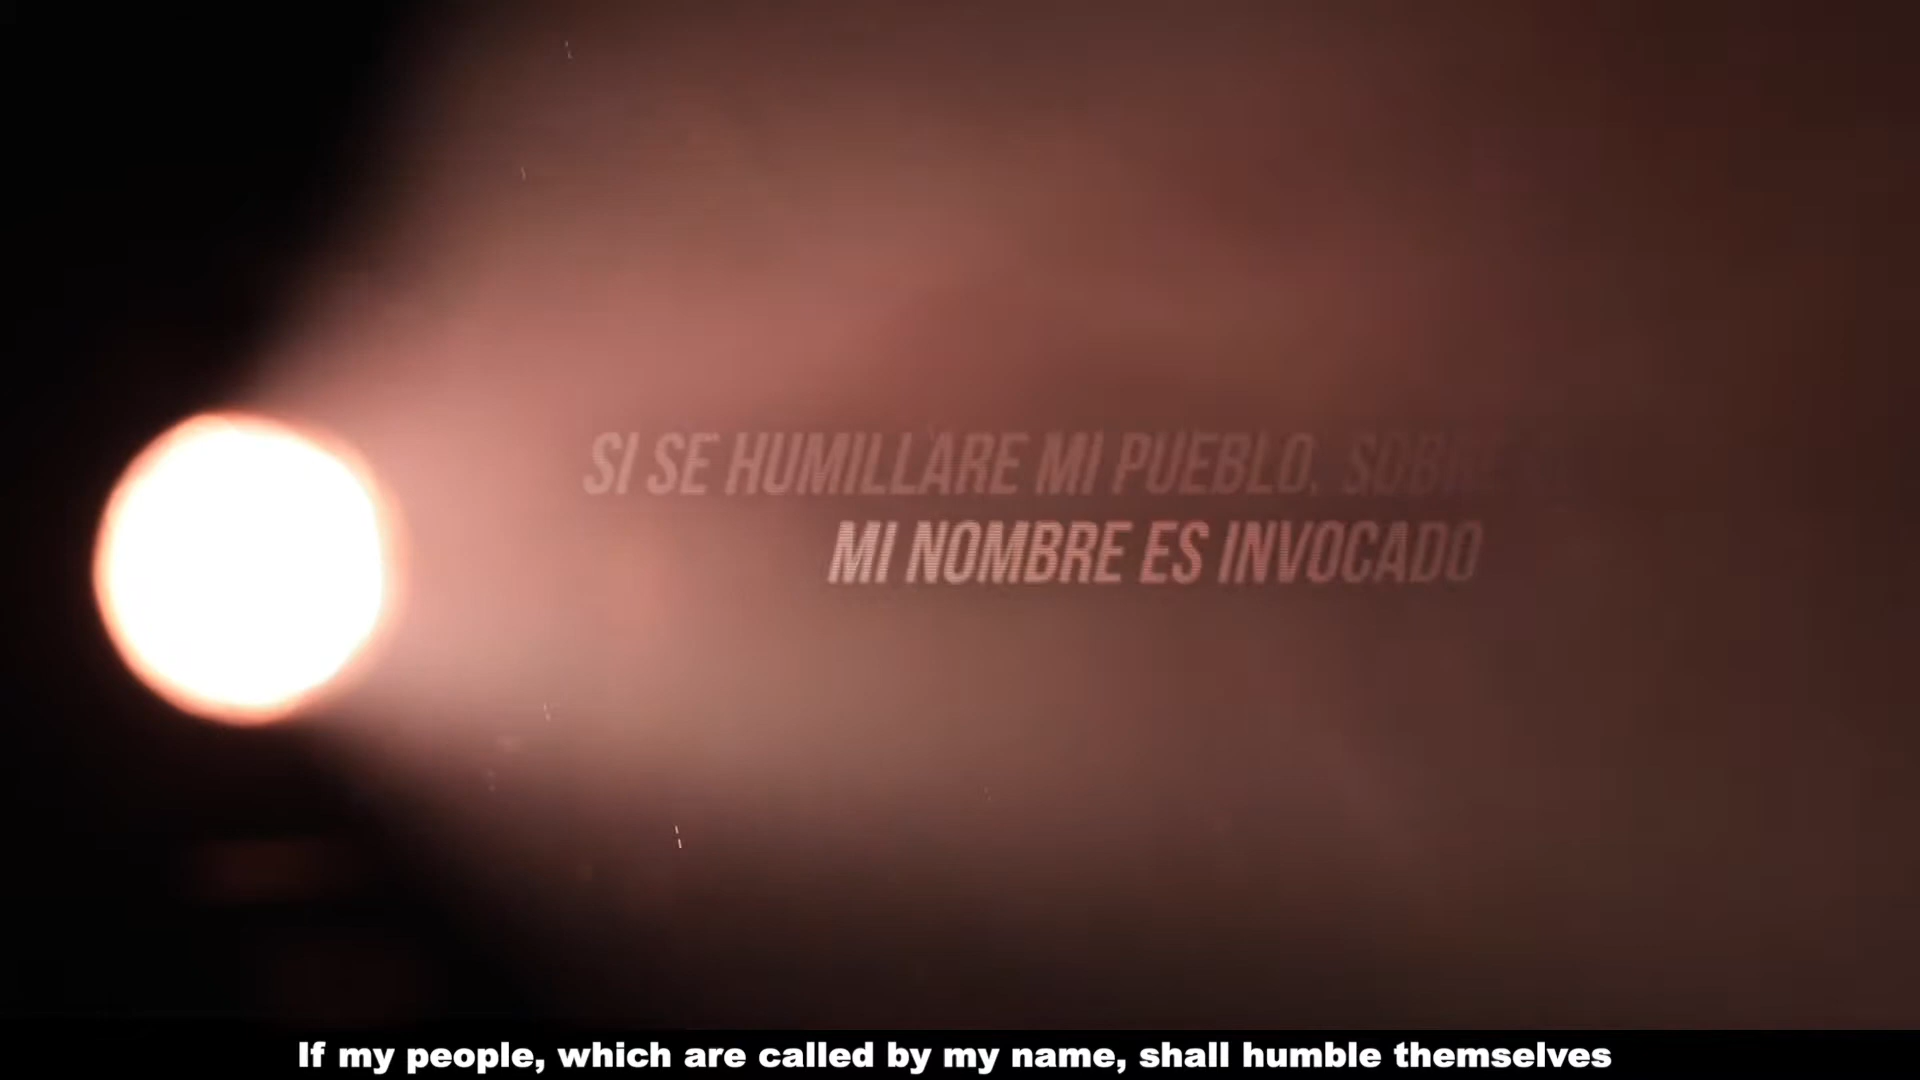 SI SE HUMILLARE MI PUEBLO, SOBRE
MI NOMBRE ES INVOCADO
If my people, which are called by my name, shall humble themselves